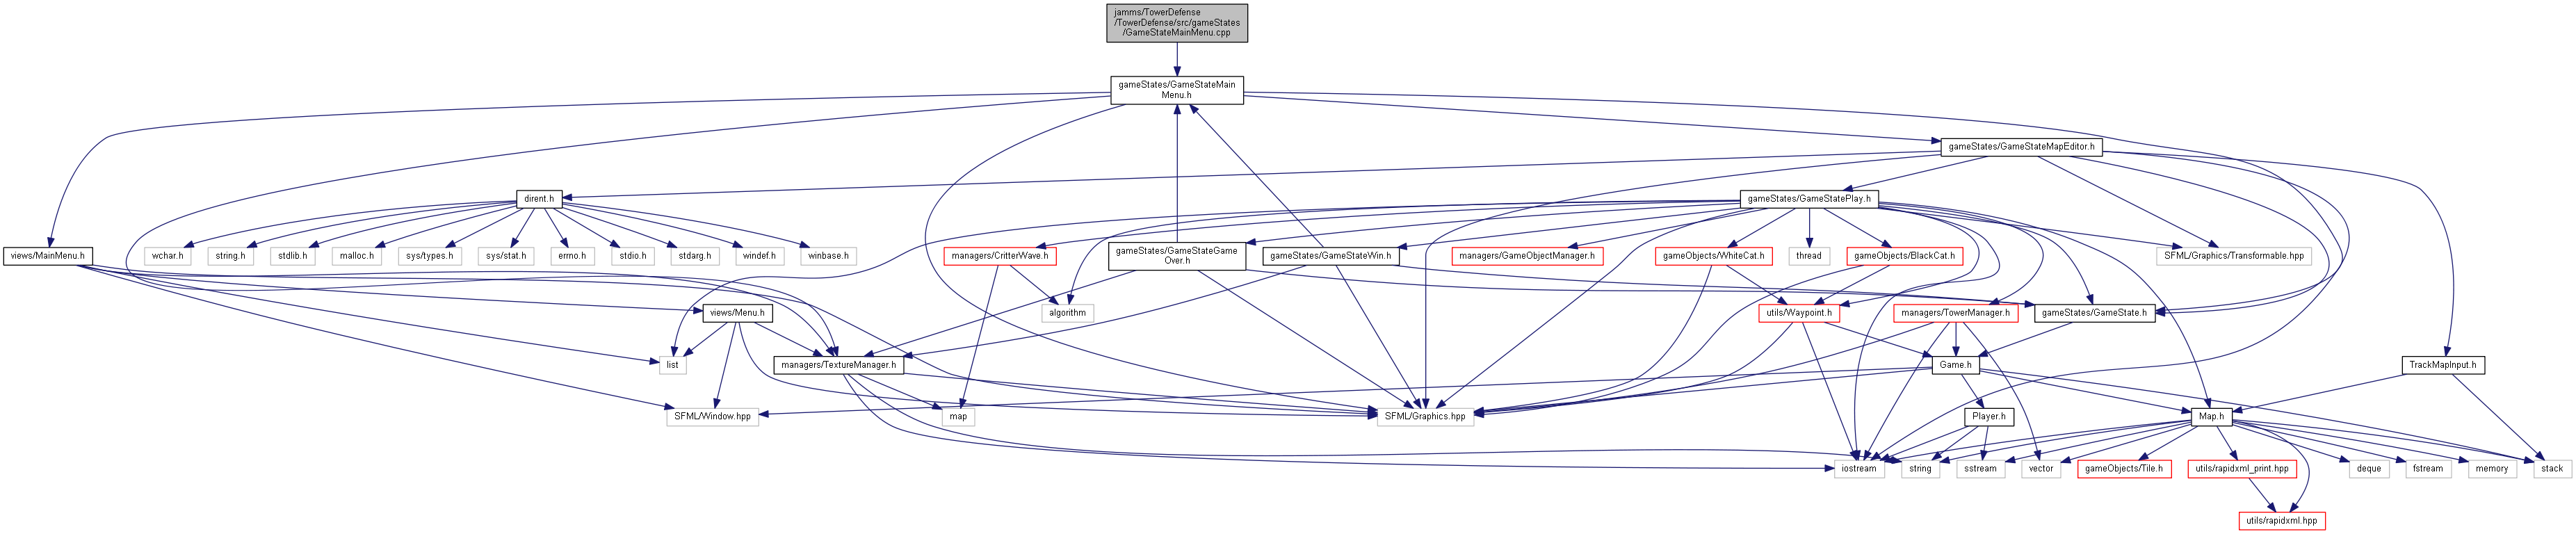 jamms/TowerDefense
/TowerDefense/src/gameStates
/GameStateMainMenu.cpp
gameStates/GameStateMain
Menu.h
gameStates/GameStateMapEditor.h
dirent.h
gameStates/GameStatePlay.h
views/MainMenu.h
wchar.h
string.h
stdlib.h
malloc.h
sys/types.h
sys/stat.h
errno.h
stdio.h
stdarg.h
windef.h
winbase.h
managers/CritterWave.h
gameStates/GameStateGame
Over.h
gameStates/GameStateWin.h
managers/GameObjectManager.h
gameObjects/WhiteCat.h
thread
gameObjects/BlackCat.h
SFML/Graphics/Transformable.hpp
views/Menu.h
algorithm
utils/Waypoint.h
managers/TowerManager.h
gameStates/GameState.h
list
managers/TextureManager.h
Game.h
TrackMapInput.h
SFML/Window.hpp
map
SFML/Graphics.hpp
Player.h
Map.h
iostream
string
sstream
vector
gameObjects/Tile.h
utils/rapidxml_print.hpp
deque
fstream
memory
stack
utils/rapidxml.hpp